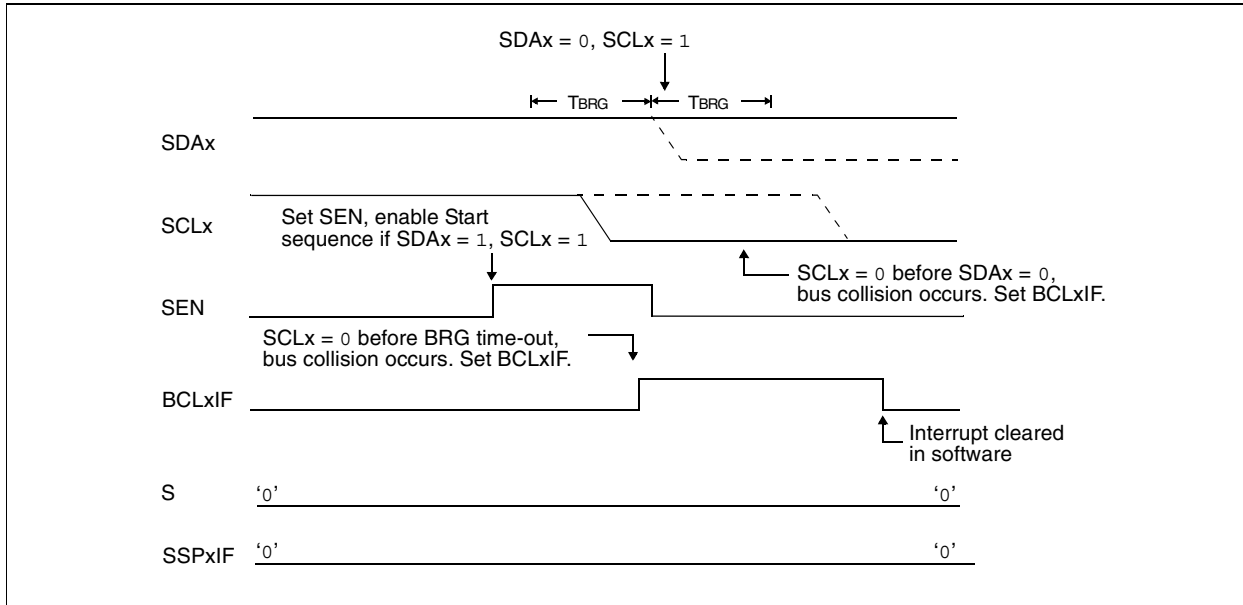 SDAx = 0, SCLx = 1
TBRG TBRG
SDAx
SCLx
Set SEN, enable Start
sequence if SDAx = 1, SCLx = 1
SCLx = 0 before SDAx = 0,
bus collision occurs. Set BCLxIF.
SEN
SCLx = 0 before BRG time-out,
bus collision occurs. Set BCLxIF.
BCLxIF
Interrupt cleared
in software
S ‘0’ ‘0’
SSPxIF ‘0’ ‘0’